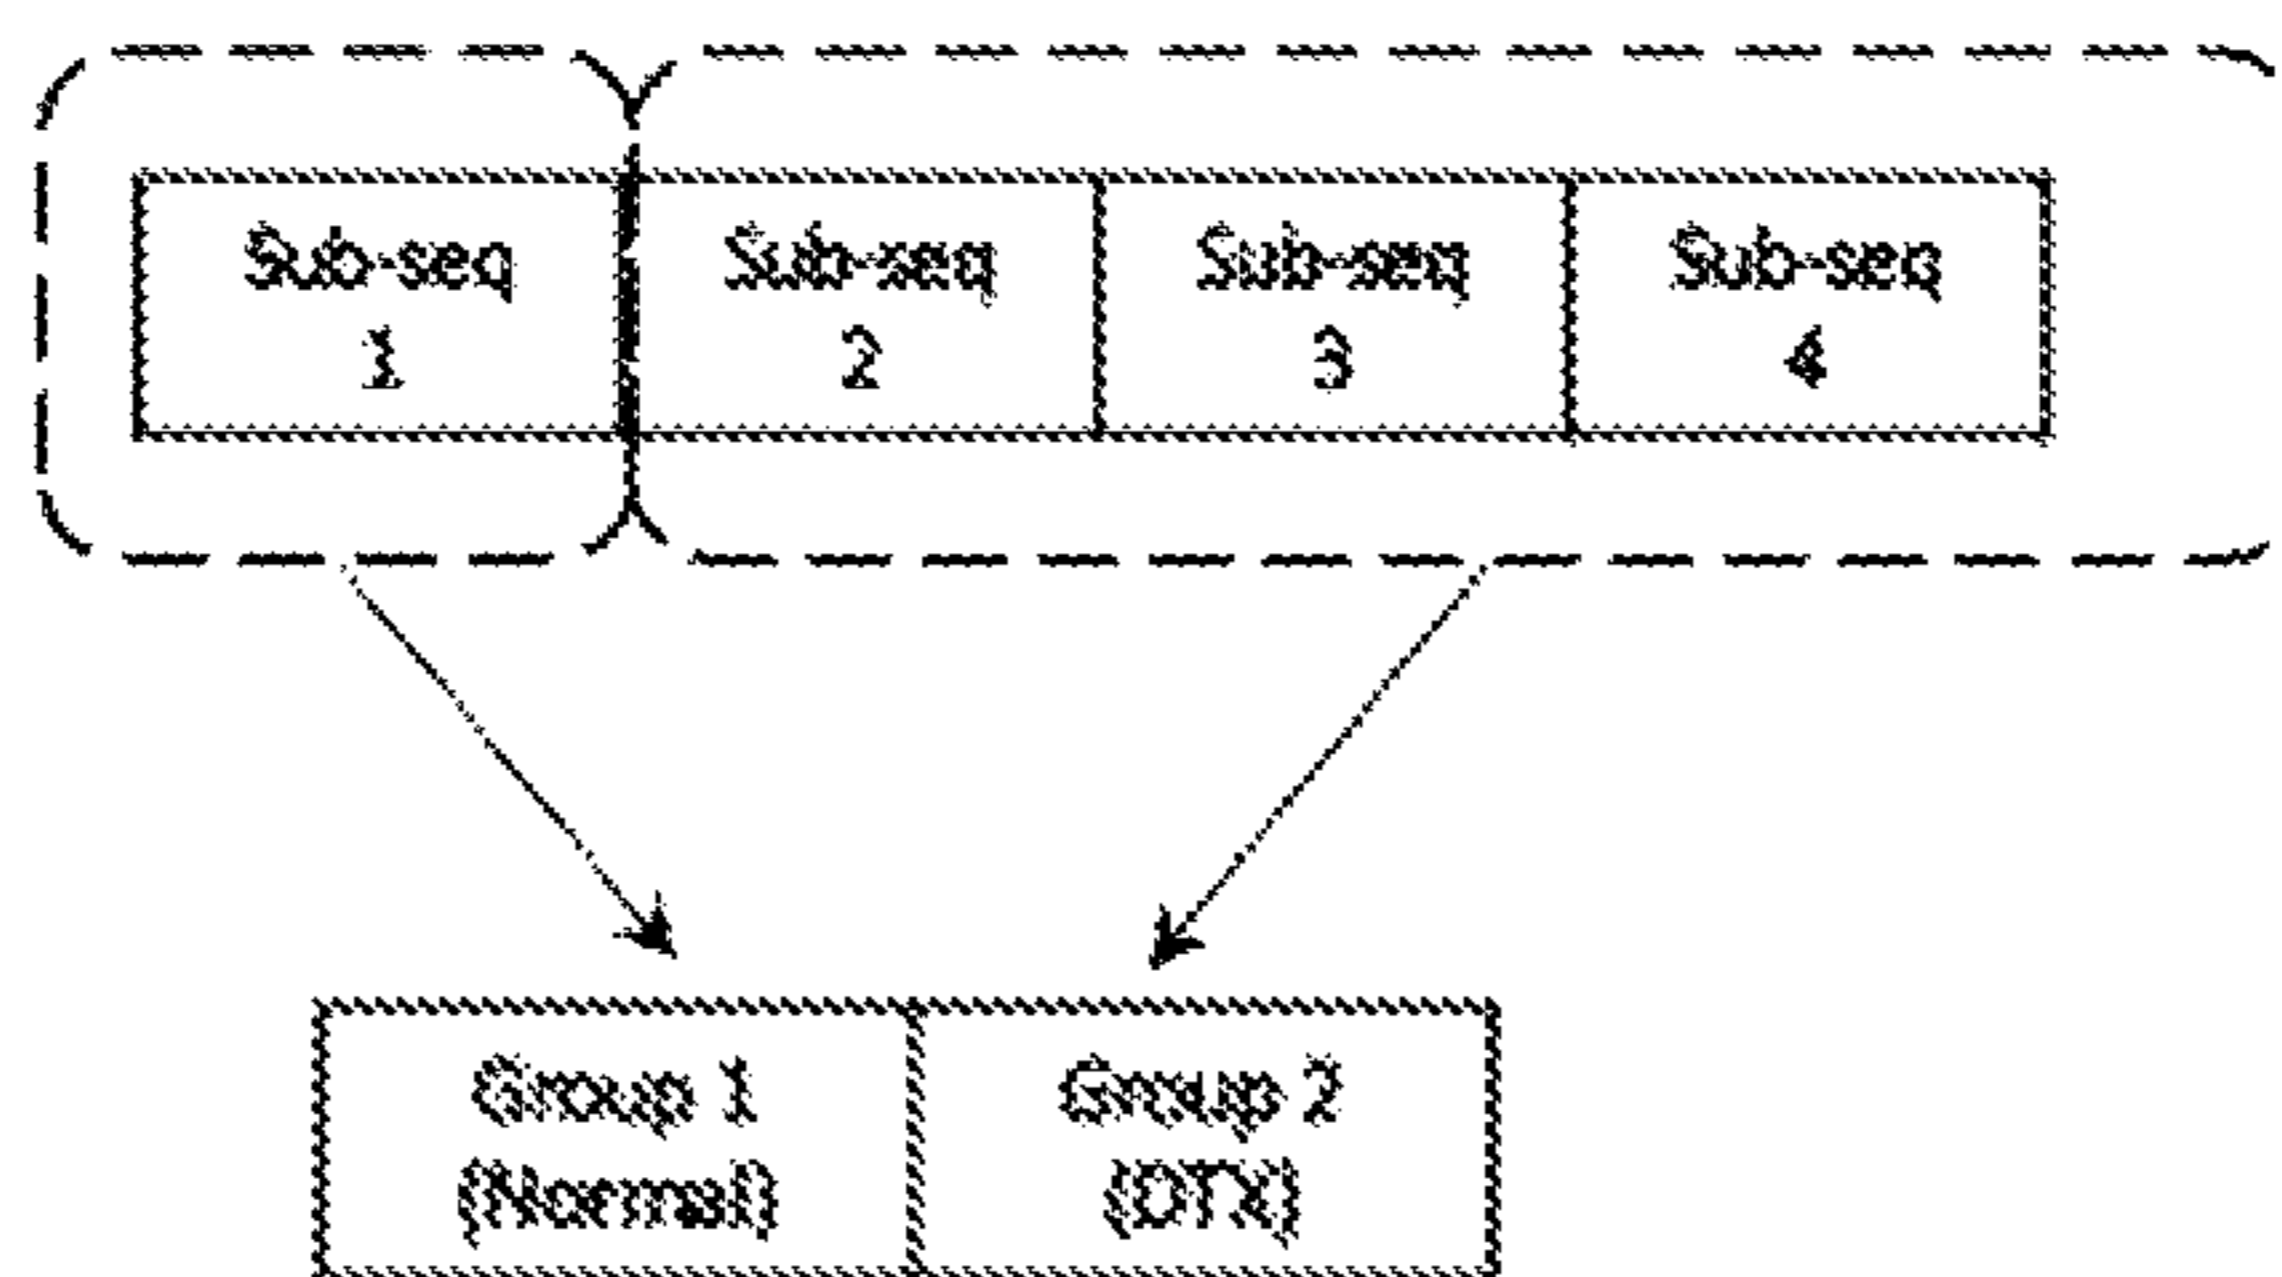 Sub-seq
1
Sub-seq
2
Sub-seq
3
Sub-seq
4
Group 1
(Normal)
Group 2
(DTX)